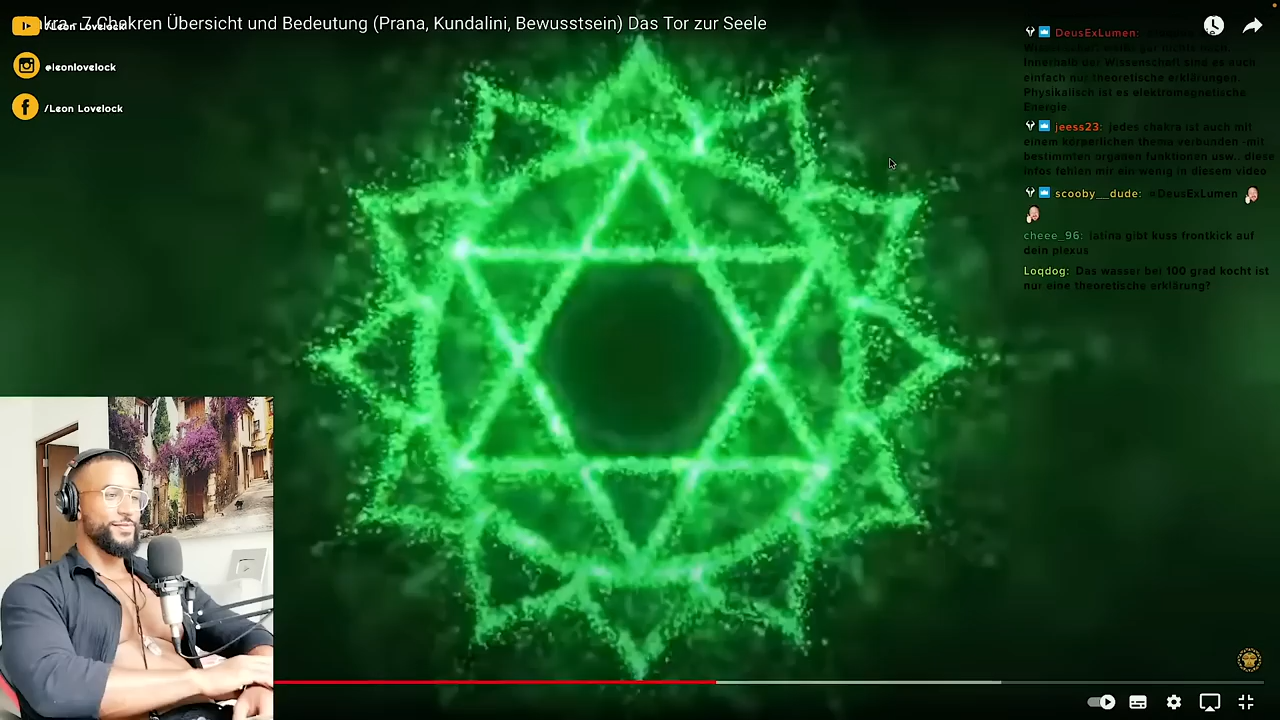 kra - 7 Chakren Übersicht und Bedeutung (Prana, Kundalini, Bewusstsein) Das Tor zur Seele
/Leon Lovelock
@leonlovelock
/Leon Lovelock
DeusExLumen:
Innerhalb der Wissenschaft sind es auch
einfach nur theoretische erklärungen.
Physikalisch ist es elektromagnetische
Energie.
jeess23: jedes chakra ist auch mit
einem körperlichen thema verbunden -mit
bestimmten organen funktionen usw.. diese
infos fehlen mir ein wenig in diesem video
scooby__dude: =DeusExLumen
cheee_96: latina gibt kuss frontkick auf
dein plexus
Loqdog: Das wasser bei 100 grad kocht ist
nur eine theoretische erklärung?